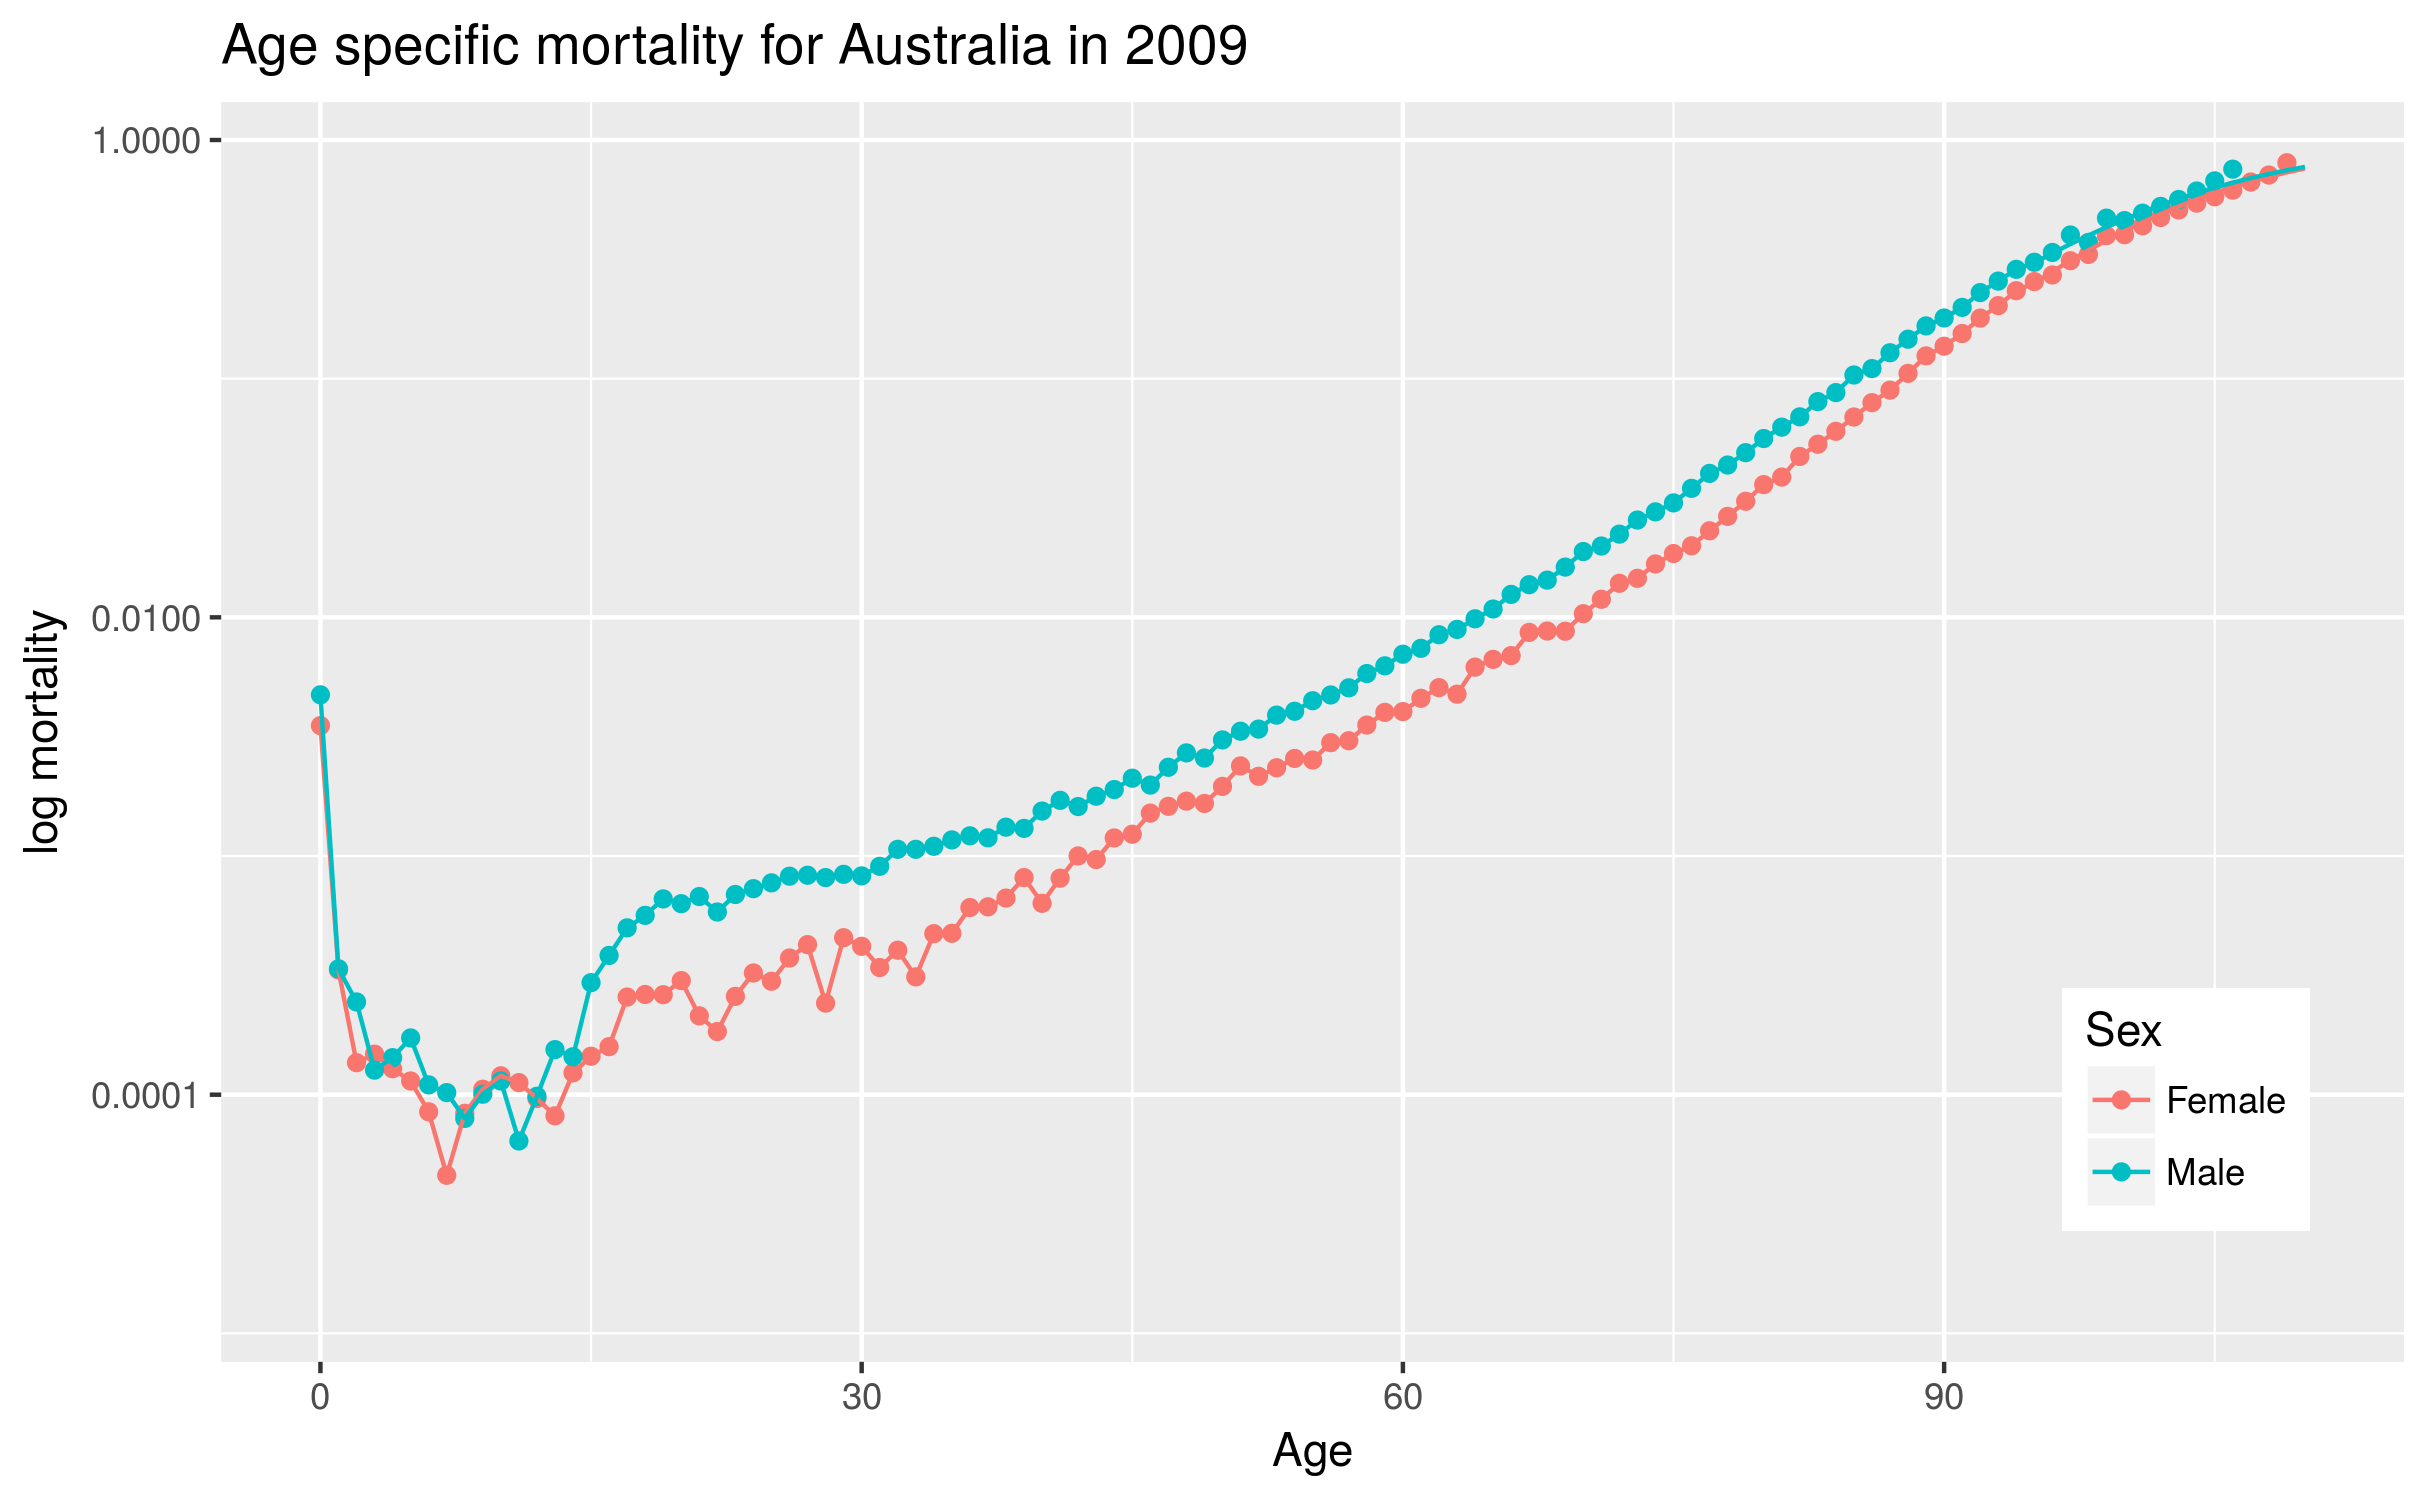 Age specific mortality for Australia in 2009
1.0000
0.0100
0.0001
log mortality
0
30
60
90
Age
Sex
Female
Male